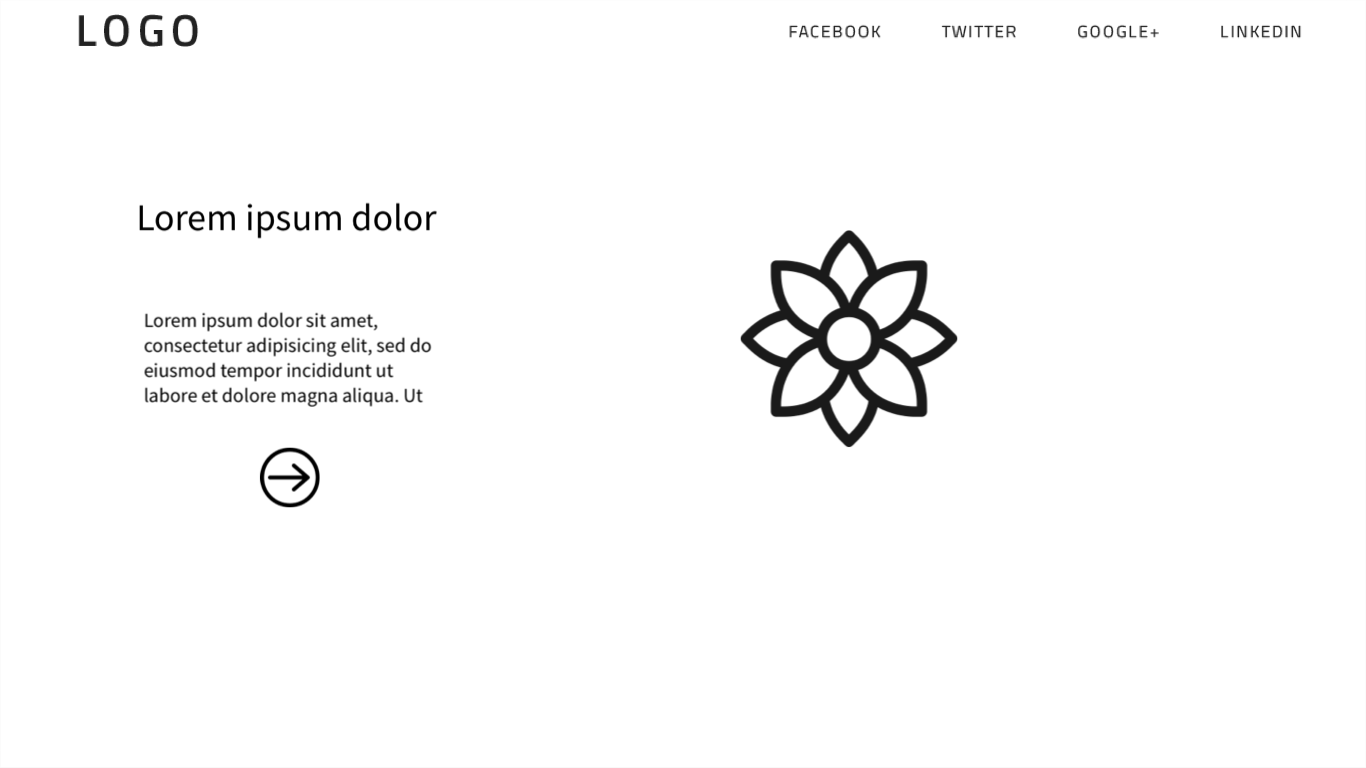 LOGO
FACEBOOK TWITTER GOOGLE+ LINKEDIN
Lorem ipsum dolor
Lorem ipsum dolor sit amet,
consectetur adipisicing elit, sed do
eiusmod tempor incididunt ut
labore et dolore magna aliqua. Ut